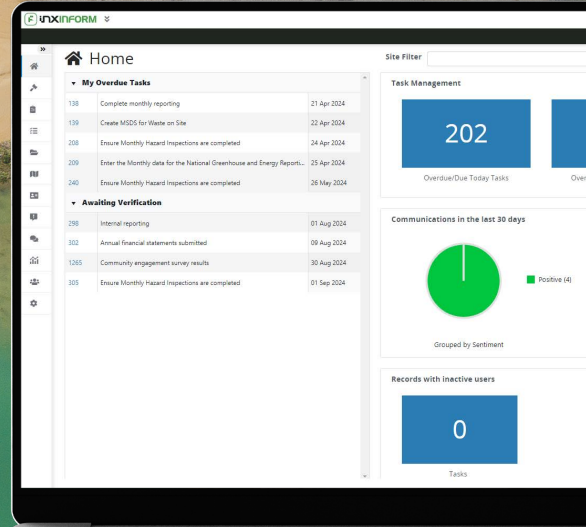 INXINFORM
Home
My Overdue Tasks
138 Complete monthly reporting 21 Apr 2024
139 Create MSDS for Waste on Site 22 Apr 2024
208 Ensure Monthly Hazard Inspections are completed 24 Apr 2024
209 Enter the Monthly data for the National Greenhouse and Energy Reporti... 25 Apr 2024
240 Ensure Monthly Hazard Inspections are completed 26 May 2024
Awaiting Verification
298 Internal reporting 01 Aug 2024
302 Annual financial statements submitted 09 Aug 2024
1265 Community engagement survey results 30 Aug 2024
305 Ensure Monthly Hazard Inspections are completed 01 Sep 2024
Site Filter
Task Management
202
Overdue/Due Today Tasks
Over
Communications in the last 30 days
Positive (4)
Grouped by Sentiment
Records with inactive users
0
Tasks